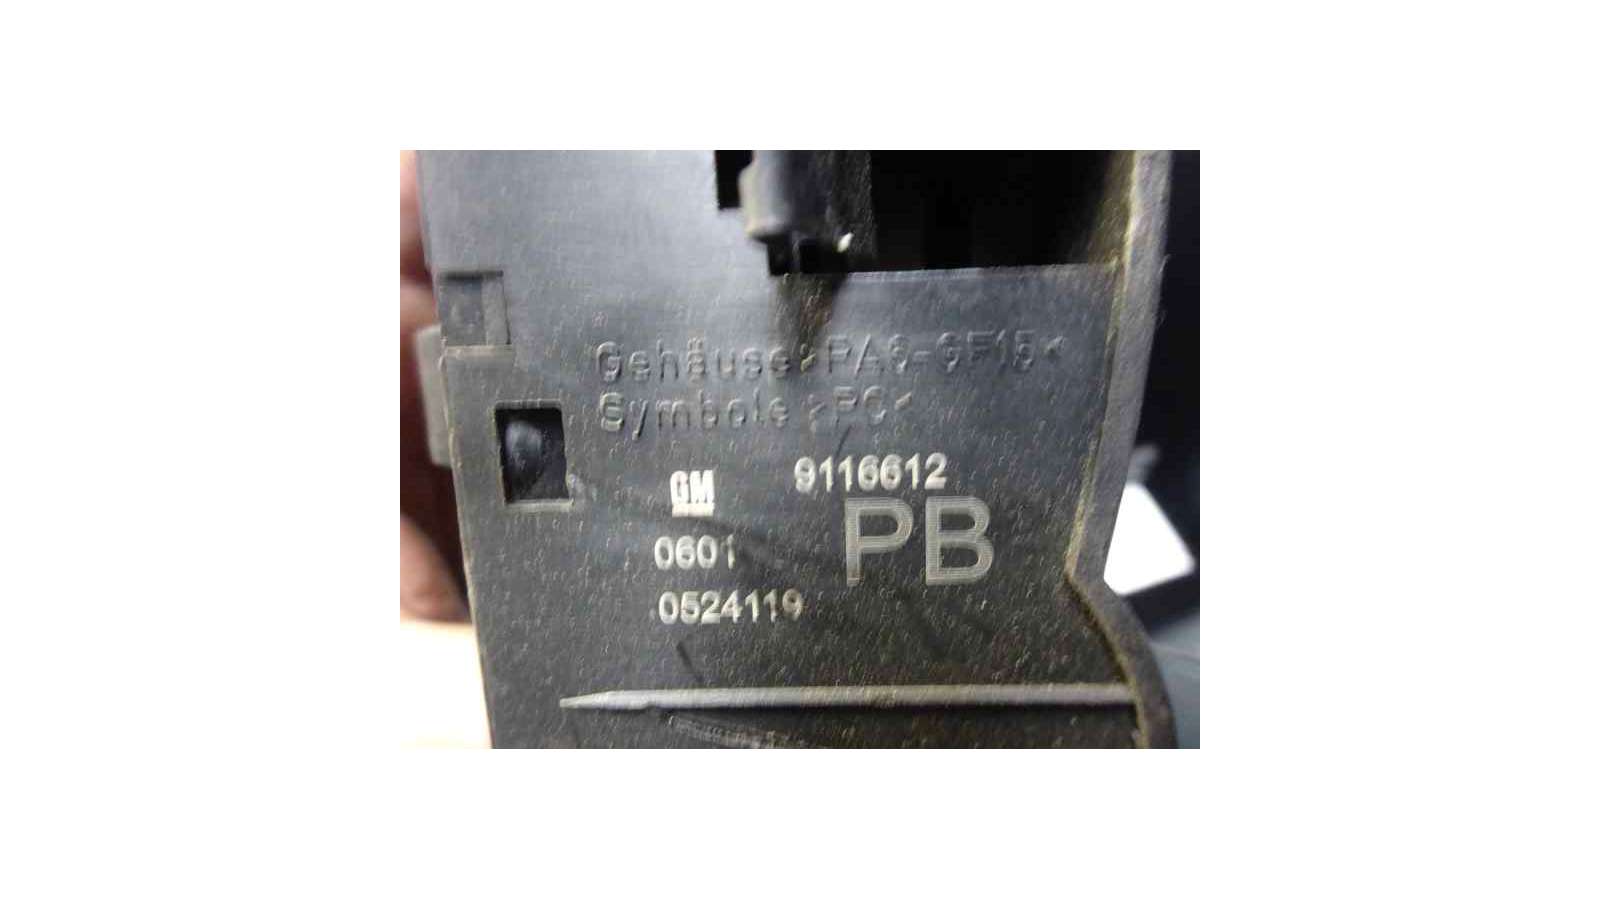 Gehäuse >PA6-GF15<
Symbole >PC<
GM 9116612
PB
0601
0524119